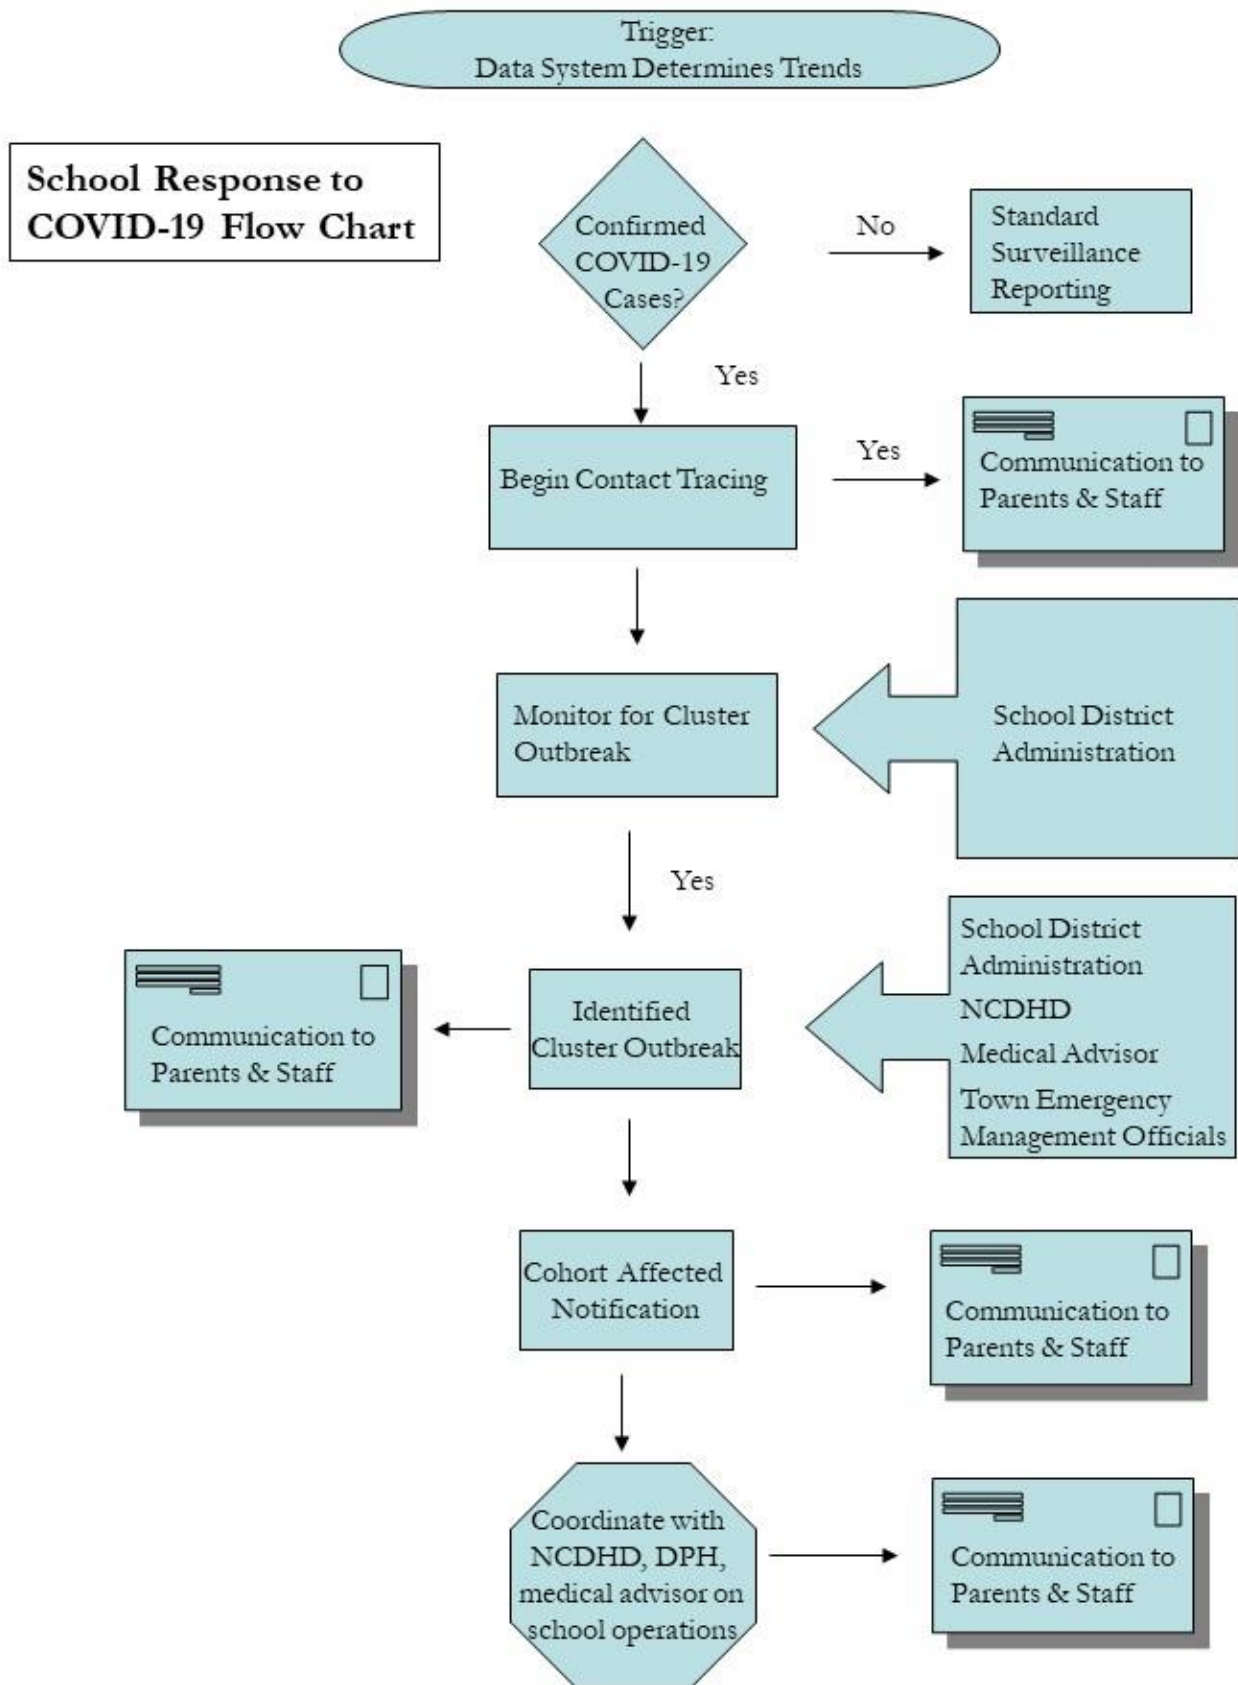 Trigger:
Data System Determines Trends
School Response to
COVID-19 Flow Chart
Confirmed
COVID-19
Cases?
No
Standard
Surveillance
Reporting
Yes
Begin Contact Tracing
Yes
Communication to
Parents & Staff
Monitor for Cluster
Outbreak
School District
Administration
Yes
Communication to
Parents & Staff
Identified
Cluster Outbreak
School District
Administration
NCDHD
Medical Advisor
Town Emergency
Management Officials
Cohort Affected
Notification
Communication to
Parents & Staff
Coordinate with
NCDHD, DPH,
medical advisor on
school operations
Communication to
Parents & Staff